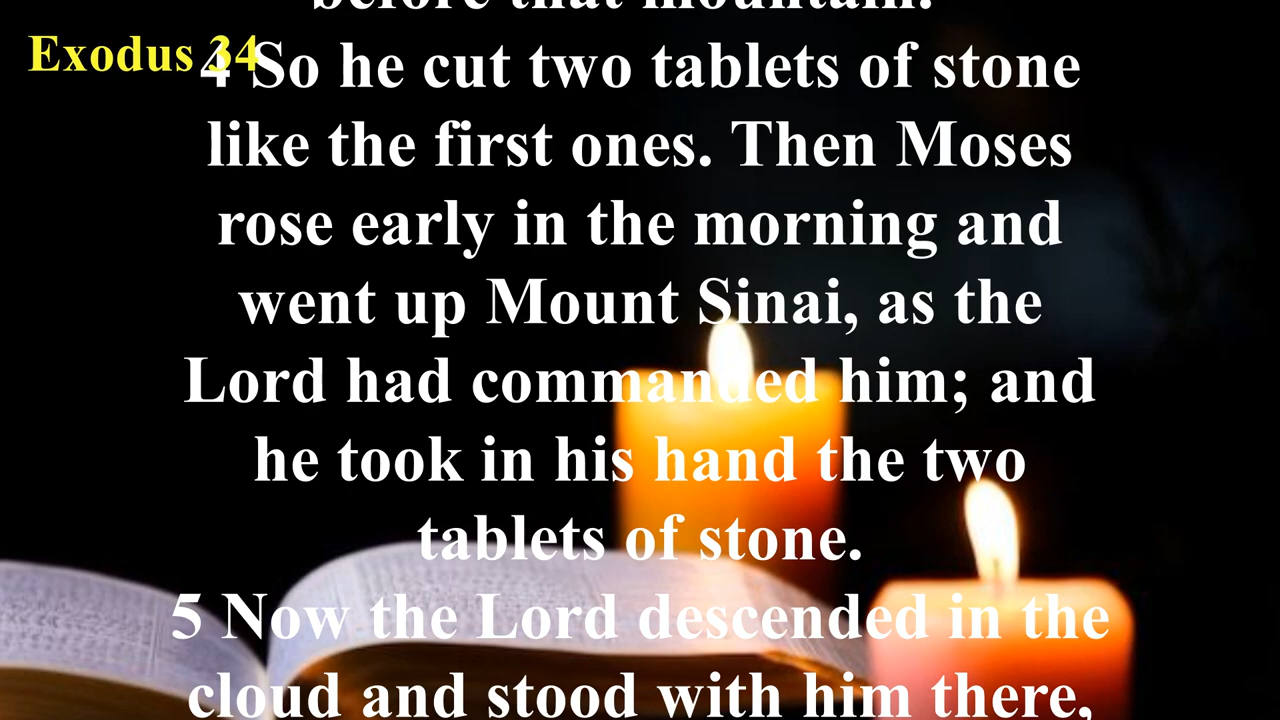 before that mountain."
Exodus 34
4 So he cut two tablets of stone
like the first ones. Then Moses
rose early in the morning and
went up Mount Sinai, as the
Lord had commanded him; and
he took in his hand the two
tablets of stone.
5 Now the Lord descended in the
cloud and stood with him there,